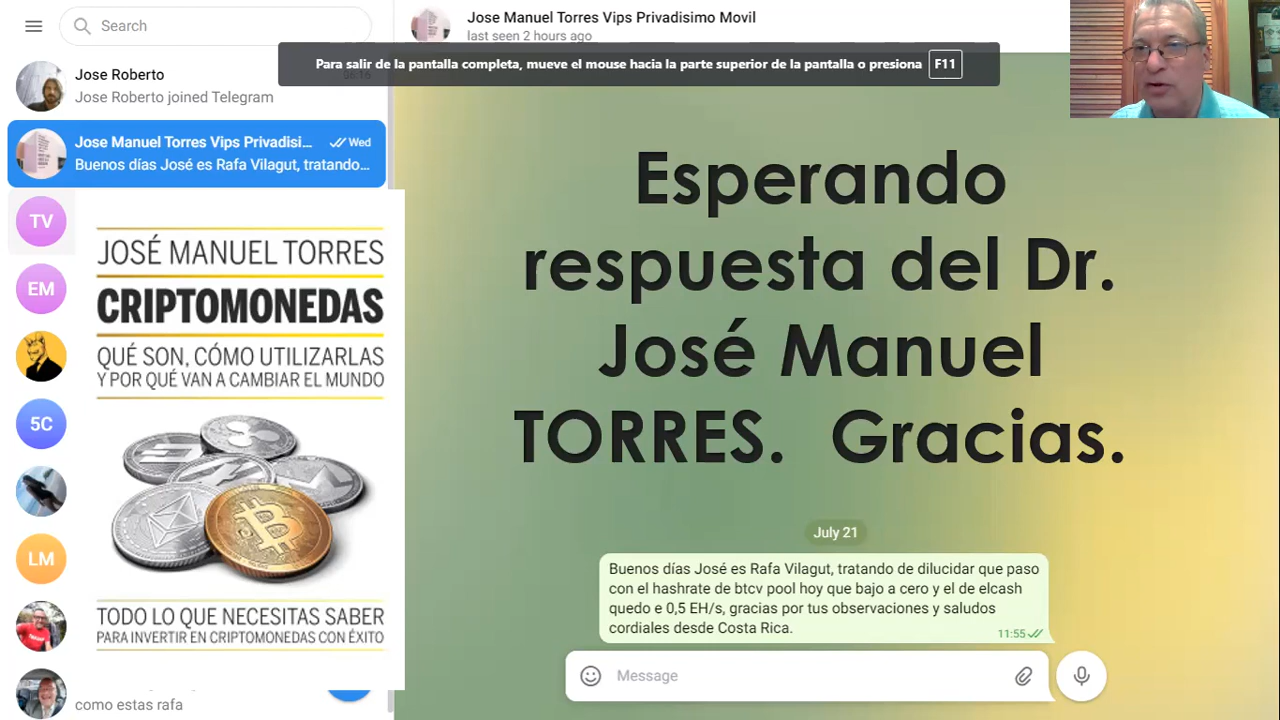 Search
Jose Roberto
Jose Roberto joined Telegram
Jose Manuel Torres Vips Privadisi...
Wed
Buenos días José es Rafa Vilagut, tratando...
TV
EM
5C
LM
como estas rafa
JOSÉ MANUEL TORRES
CRIPTOMONEDAS
QUÉ SON, CÓMO UTILIZARLAS
Y POR QUÉ VAN A CAMBIAR EL MUNDO
TODO LO QUE NECESITAS SABER
PARA INVERTIR EN CRIPTOMONEDAS CON ÉXITO
Jose Manuel Torres Vips Privadisimo Movil
last seen 2 hours ago
Para salir de la pantalla completa, mueve el mouse hacia la parte superior de la pantalla o presiona F11
Esperando
respuesta del Dr.
José Manuel
TORRES. Gracias.
July 21
Buenos días José es Rafa Vilagut, tratando de dilucidar que paso
con el hashrate de btcv pool hoy que bajo a cero y el de elcash
quedo e 0,5 EH/s, gracias por tus observaciones y saludos
cordiales desde Costa Rica.
11:55
Message